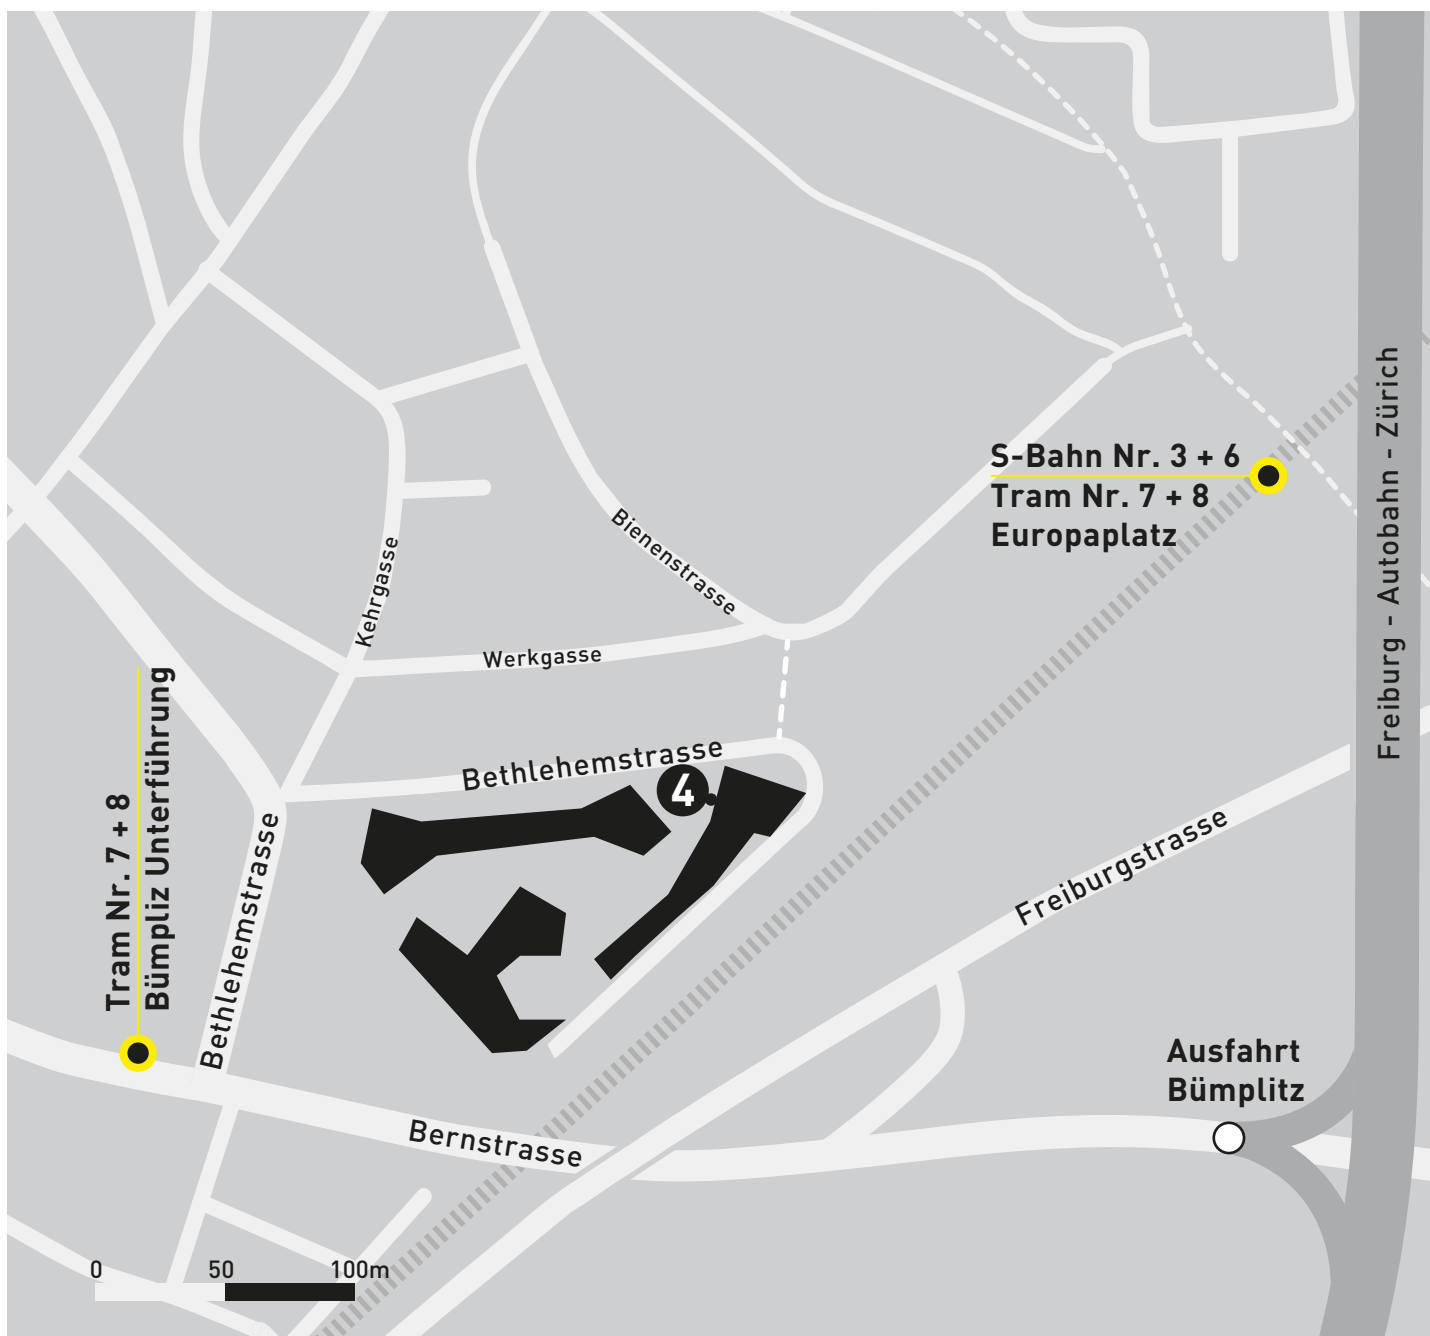 S-Bahn Nr. 3 + 6
Tram Nr. 7 + 8
Europaplatz
Freiburg - Autobahn - Zürich
Bienenstrasse
Kehrgasse
Werkgasse
Tram Nr. 7 + 8
Bümpliz Unterführung
Bethlehemstrasse
4
Bethlehemstrasse
Freiburgstrasse
Ausfahrt
Bümplitz
Bernstrasse
0 50 100m